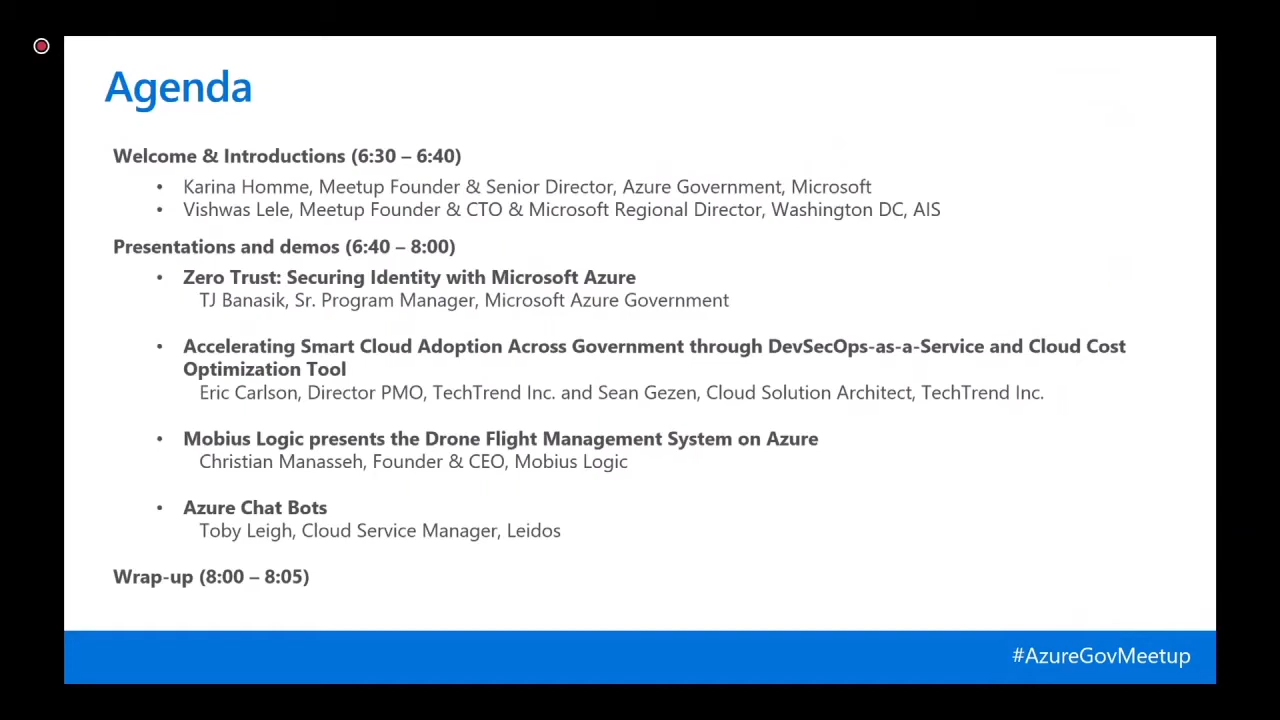 Agenda
Welcome & Introductions (6:30 – 6:40)
• Karina Homme, Meetup Founder & Senior Director, Azure Government, Microsoft
• Vishwas Lele, Meetup Founder & CTO & Microsoft Regional Director, Washington DC, AIS
Presentations and demos (6:40 – 8:00)
• Zero Trust: Securing Identity with Microsoft Azure
TJ Banasik, Sr. Program Manager, Microsoft Azure Government
• Accelerating Smart Cloud Adoption Across Government through DevSecOps-as-a-Service and Cloud Cost
Optimization Tool
Eric Carlson, Director PMO, TechTrend Inc. and Sean Gezen, Cloud Solution Architect, TechTrend Inc.
• Mobius Logic presents the Drone Flight Management System on Azure
Christian Manasseh, Founder & CEO, Mobius Logic
• Azure Chat Bots
Toby Leigh, Cloud Service Manager, Leidos
Wrap-up (8:00 – 8:05)
#AzureGovMeetup